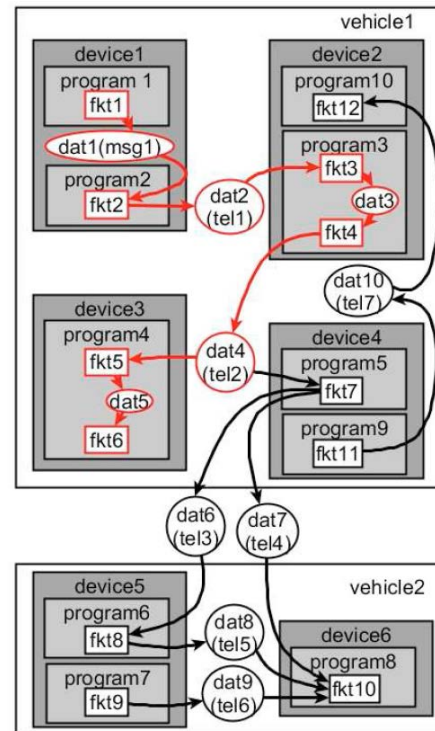 vehicle1
device1
program 1
fkt1
dat1(msg1)
program2
fkt2
dat2
(tel1)
device2
program10
fkt12
program3
fkt3
dat3
fkt4
dat10
(tel7)
device3
program4
fkt5
dat5
fkt6
dat4
(tel2)
device4
program5
fkt7
program9
fkt11
dat6
(tel3)
dat7
(tel4)
vehicle2
device5
program6
fkt8
program7
fkt9
dat8
(tel5)
dat9
(tel6)
device6
program8
fkt10